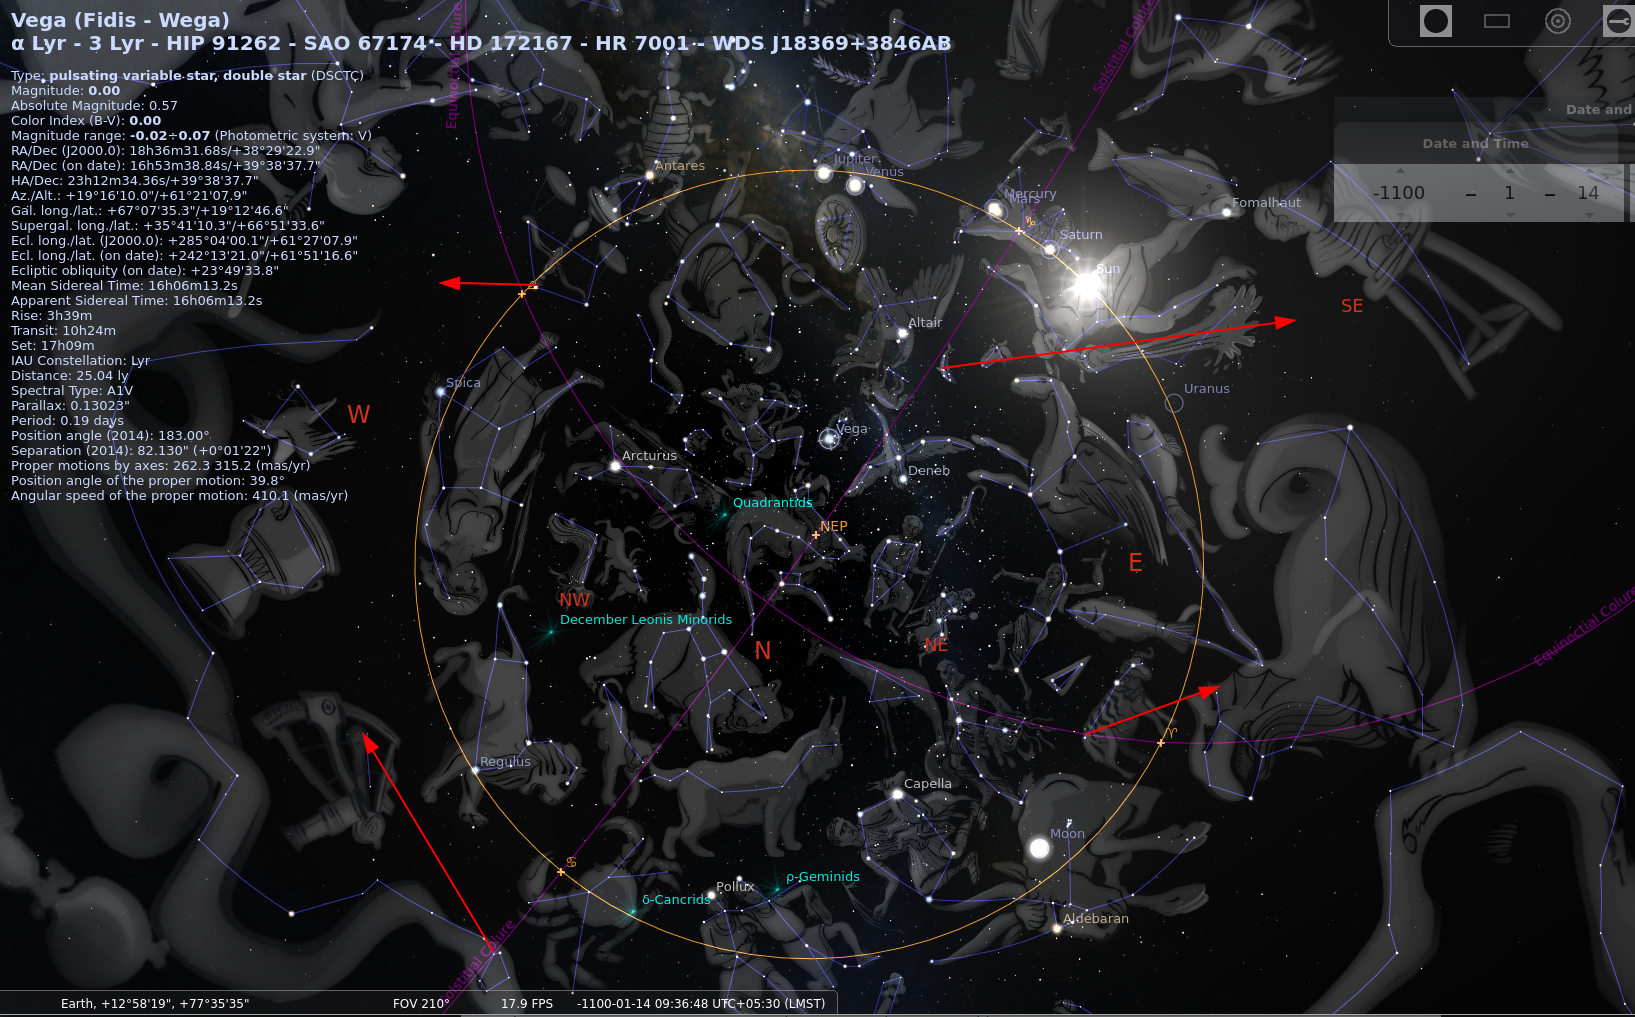 Vega (Fidis - Wega)
α Lyr - 3 Lyr - HIP 91262 - SAO 67174 - HD 172167 - HR 7001 - WDS J18369+3846AB
Type: pulsating variable star, double star (DSCTC)
Magnitude: 0.00
Absolute Magnitude: 0.57
Color Index (B-V): 0.00
Magnitude range: -0.02÷0.07 (Photometric system: V)
RA/Dec (J2000.0): 18h36m31.68s/+38°29'22.9"
RA/Dec (on date): 16h53m38.84s/+39°38'37.7"
HA/Dec: 23h12m34.36s/+39°38'37.7"
Az./Alt.: +19°16'10.0"/+61°21'07.9"
Gal. long./lat.: +67°07'35.3"/+19°12'46.6"
Supergal. long./lat.: +35°41'10.3"/+66°51'33.6"
Ecl. long./lat. (J2000.0): +285°04'00.1"/+61°27'07.9"
Ecl. long./lat. (on date): +242°13'21.0"/+61°51'16.6"
Ecliptic obliquity (on date): +23°49'33.8"
Mean Sidereal Time: 16h06m13.2s
Apparent Sidereal Time: 16h06m13.2s
Rise: 3h39m
Transit: 10h24m
Set: 17h09m
IAU Constellation: Lyr
Distance: 25.04 ly
Spectral Type: A1V
Parallax: 0.13023"
Period: 0.19 days
Position angle (2014): 183.00°
Separation (2014): 82.130" (+0°01'22")
Proper motions by axes: 262.3 315.2 (mas/yr)
Position angle of the proper motion: 39.8°
Angular speed of the proper motion: 410.1 (mas/yr)
Equinoctial Colure
Solstitial Colure
Date and
Date and Time
-1100 – 1 – 14
Antares
Jupiter
Venus
Mercury
Mars
Fomalhaut
Saturn
Sun
SE
Altair
Spica
Uranus
W
Vega
Arcturus
Deneb
Quadrantids
NEP
E
NW
December Leonis Minorids
N
NE
Equinoctial Colure
Regulus
Capella
Moon
Pollux
ρ-Geminids
δ-Cancrids
Aldebaran
Solstitial Colure
Earth, +12°58'19", +77°35'35" FOV 210° 17.9 FPS -1100-01-14 09:36:48 UTC+05:30 (LMST)